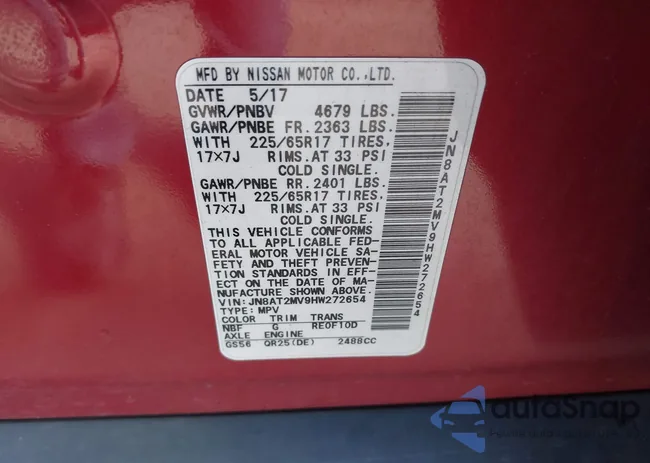 MFD BY NISSAN MOTOR CO.,LTD.
DATE 5/17
GVWR/PNBV 4679 LBS.
GAWR/PNBE FR. 2363 LBS.
WITH 225/65R17 TIRES.
17×7J RIMS. AT 33 PSI
COLD SINGLE.
GAWR/PNBE RR. 2401 LBS.
WITH 225/65R17 TIRES.
17×7J RIMS. AT 33 PSI
COLD SINGLE.
THIS VEHICLE CONFORMS
TO ALL APPLICABLE FED-
ERAL MOTOR VEHICLE SA-
FETY AND THEFT PREVEN-
TION STANDARDS IN EFF-
ECT ON THE DATE OF MA-
NUFACTURE SHOWN ABOVE.
VIN: JN8AT2MV9HW272654
TYPE: MPV
COLOR TRIM TRANS
NBF G RE0F10D
AXLE ENGINE
GS56 QR25(DE) 2488CC
JN8AT2MV9HW272654
autoSnap